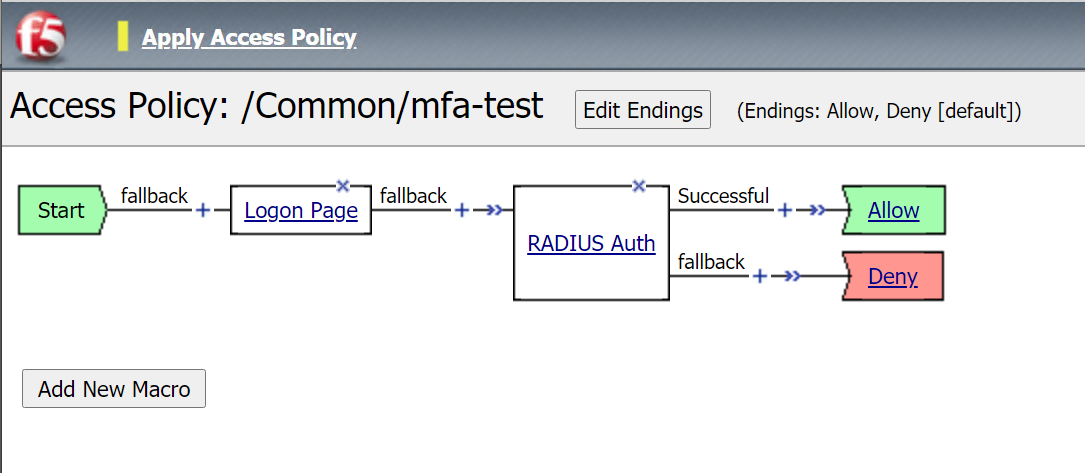 f5
Apply Access Policy
Access Policy: /Common/mfa-test Edit Endings (Endings: Allow, Deny [default])
Start fallback + Logon Page fallback + RADIUS Auth Successful + Allow
fallback + Deny
Add New Macro